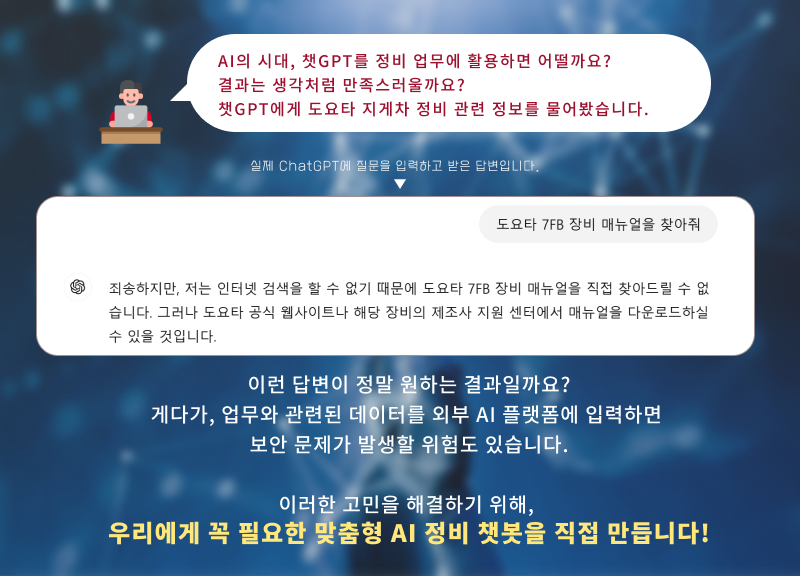 AI의 시대, 챗GPT를 정비 업무에 활용하면 어떨까요?
결과는 생각처럼 만족스러울까요?
챗GPT에게 도요타 지게차 정비 관련 정보를 물어봤습니다.
실제 ChatGPT에 질문을 입력하고 받은 답변입니다.
도요타 7FB 장비 매뉴얼을 찾아줘
죄송하지만, 저는 인터넷 검색을 할 수 없기 때문에 도요타 7FB 장비 매뉴얼을 직접 찾아드릴 수 없
습니다. 그러나 도요타 공식 웹사이트나 해당 장비의 제조사 지원 센터에서 매뉴얼을 다운로드하실
수 있을 것입니다.
이런 답변이 정말 원하는 결과일까요?
게다가, 업무와 관련된 데이터를 외부 AI 플랫폼에 입력하면
보안 문제가 발생할 위험도 있습니다.
이러한 고민을 해결하기 위해,
우리에게 꼭 필요한 맞춤형 AI 정비 챗봇을 직접 만듭니다!